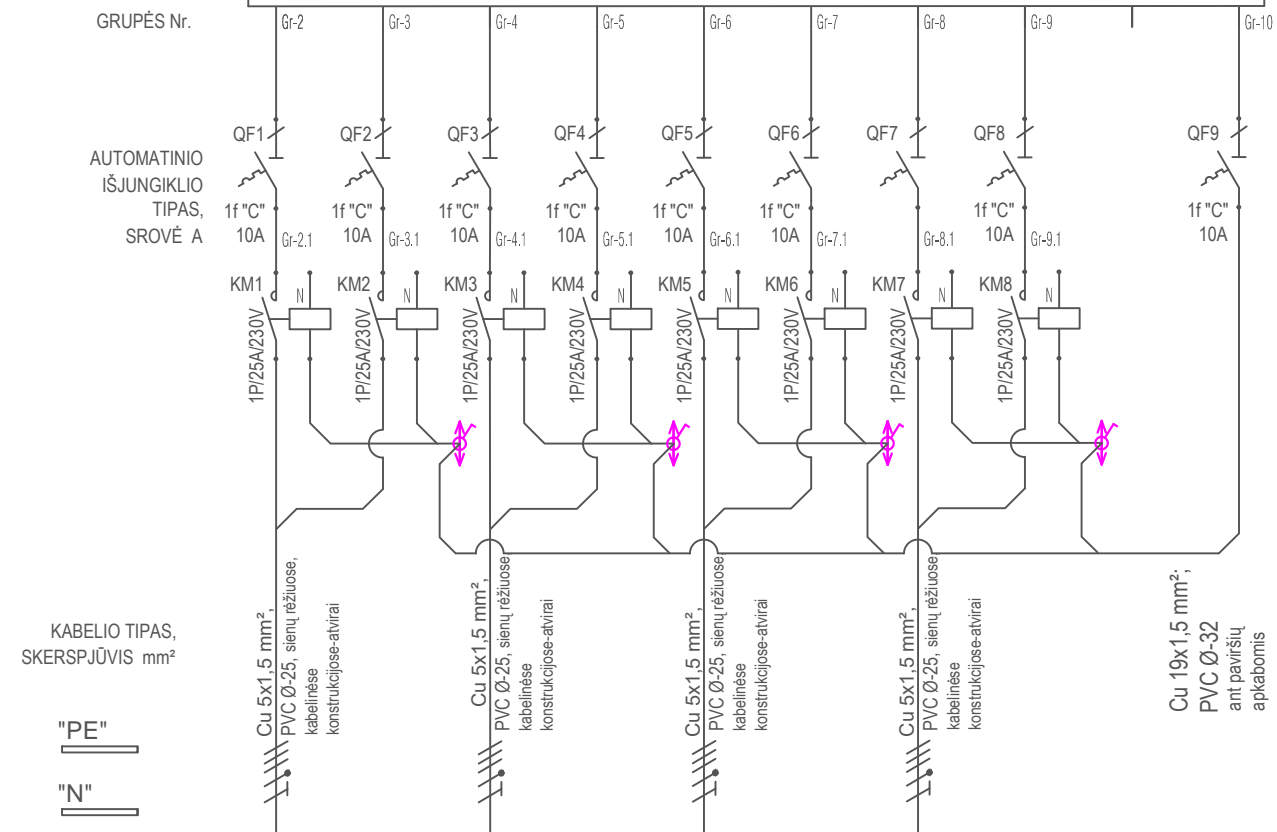 GRUPĖS Nr.
Gr-2
Gr-3
Gr-4
Gr-5
Gr-6
Gr-7
Gr-8
Gr-9
Gr-10
QF1
QF2
QF3
QF4
QF5
QF6
QF7
QF8
QF9
AUTOMATINIO
IŠJUNGIKLIO
TIPAS,
SROVĖ A
1f "C"
10A
1f "C"
10A
1f "C"
10A
1f "C"
10A
1f "C"
10A
1f "C"
10A
1f "C"
10A
1f "C"
10A
Gr-2.1
Gr-3.1
Gr-4.1
Gr-5.1
Gr-6.1
Gr-7.1
Gr-8.1
Gr-9.1
KM1
KM2
KM3
KM4
KM5
KM6
KM7
KM8
N
N
N
N
N
N
N
N
1P/25A/230V
1P/25A/230V
1P/25A/230V
1P/25A/230V
1P/25A/230V
1P/25A/230V
1P/25A/230V
1P/25A/230V
KABELIO TIPAS,
SKERSPJŪVIS mm²
Cu 5x1,5 mm²,
PVC Ø-25, sienų rėžiuose,
kabelinėse
konstrukcijose-atvirai
Cu 5x1,5 mm²,
PVC Ø-25, sienų rėžiuose
kabelinėse
konstrukcijose-atvirai
Cu 5x1,5 mm²,
PVC Ø-25, sienų rėžiuose
kabelinėse
konstrukcijose-atvirai
Cu 5x1,5 mm²,
PVC Ø-25, sienų rėžiuose
kabelinėse
konstrukcijose-atvirai
Cu 19x1,5 mm²;
PVC Ø-32
ant paviršių
apkabomis
"PE"
"N"